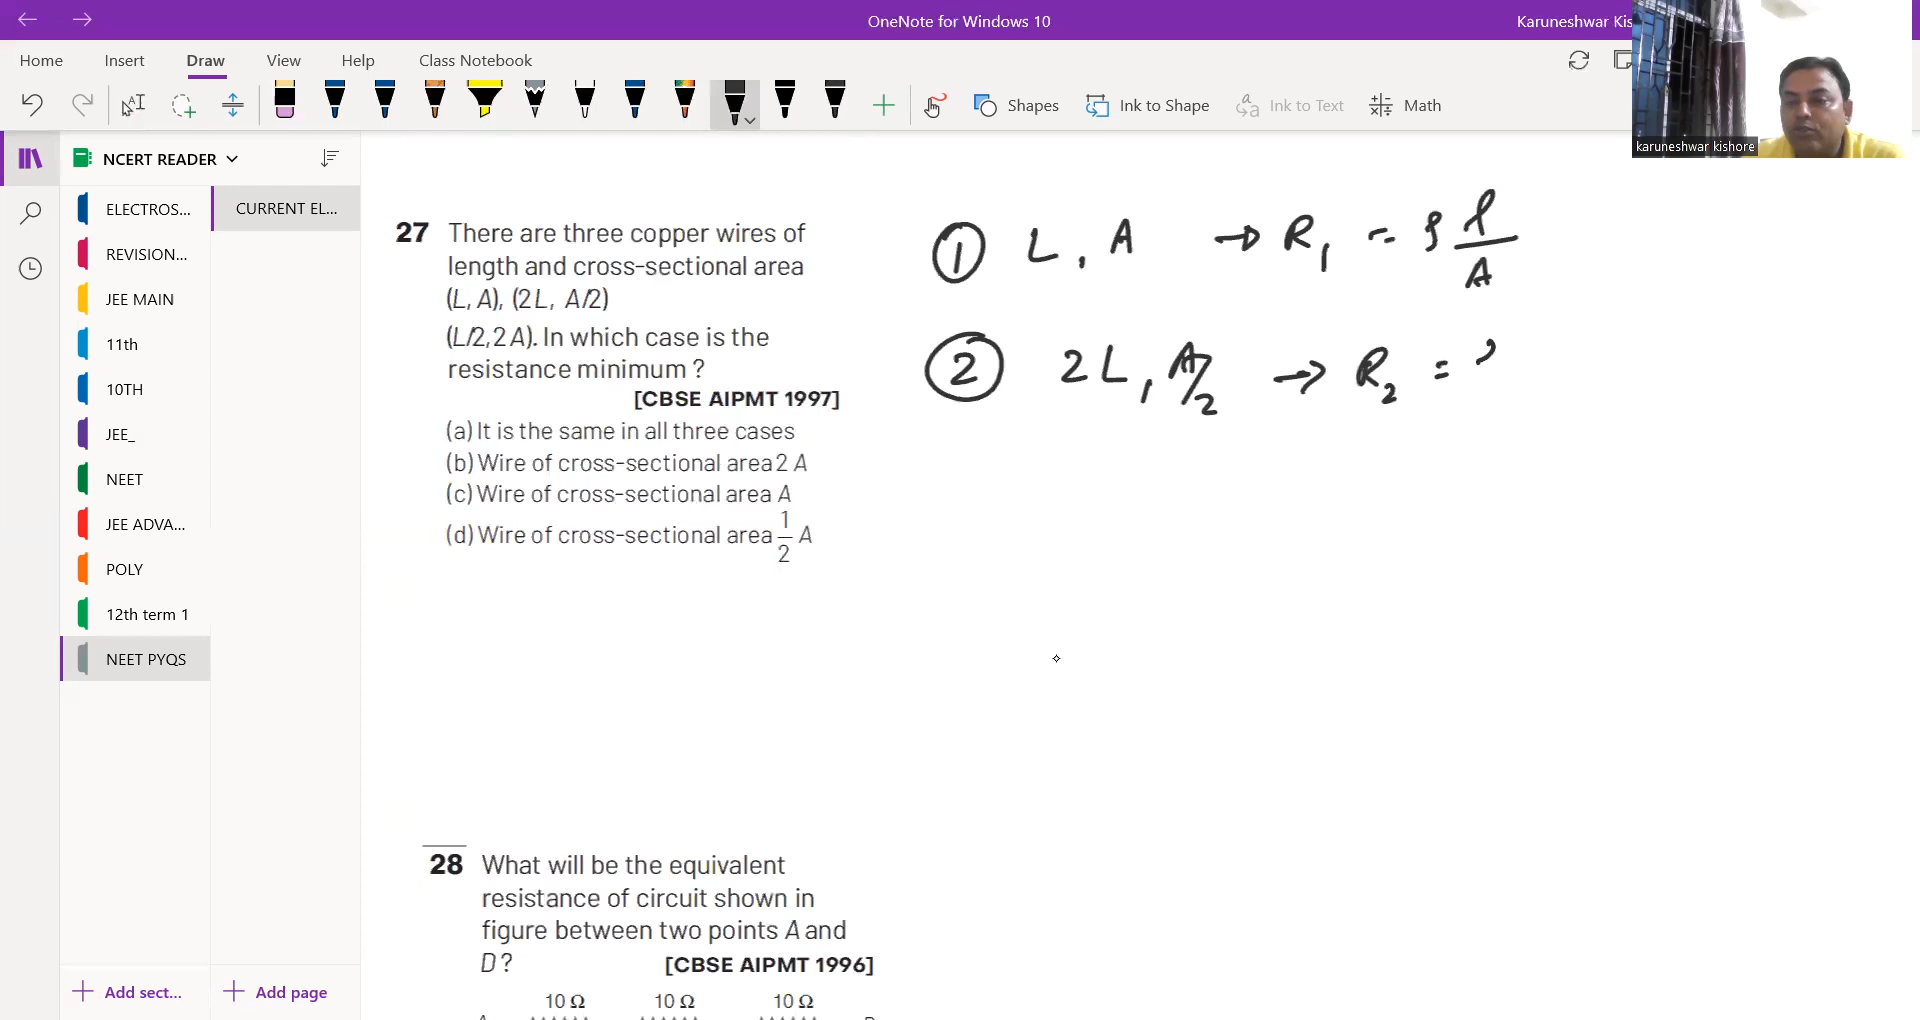 OneNote for Windows 10
Karuneshwar Kis
Home Insert Draw View Help Class Notebook
Shapes Ink to Shape Ink to Text Math
karuneshwar kishore
NCERT READER
ELECTROS...
REVISION...
JEE MAIN
11th
10TH
JEE_
NEET
JEE ADVA...
POLY
12th term 1
NEET PYQS
Add sect...
CURRENT EL...
Add page
27 There are three copper wires of
length and cross-sectional area
(L, A), (2L, A/2)
(L/2, 2A). In which case is the
resistance minimum ?
[CBSE AIPMT 1997]
(a) It is the same in all three cases
(b) Wire of cross-sectional area 2 A
(c) Wire of cross-sectional area A
(d) Wire of cross-sectional area 1/2 A
① L, A → R₁ = ρ l/A
② 2L, A/2 → R₂ =
28 What will be the equivalent
resistance of circuit shown in
figure between two points A and
D ?
[CBSE AIPMT 1996]
10 Ω 10 Ω 10 Ω